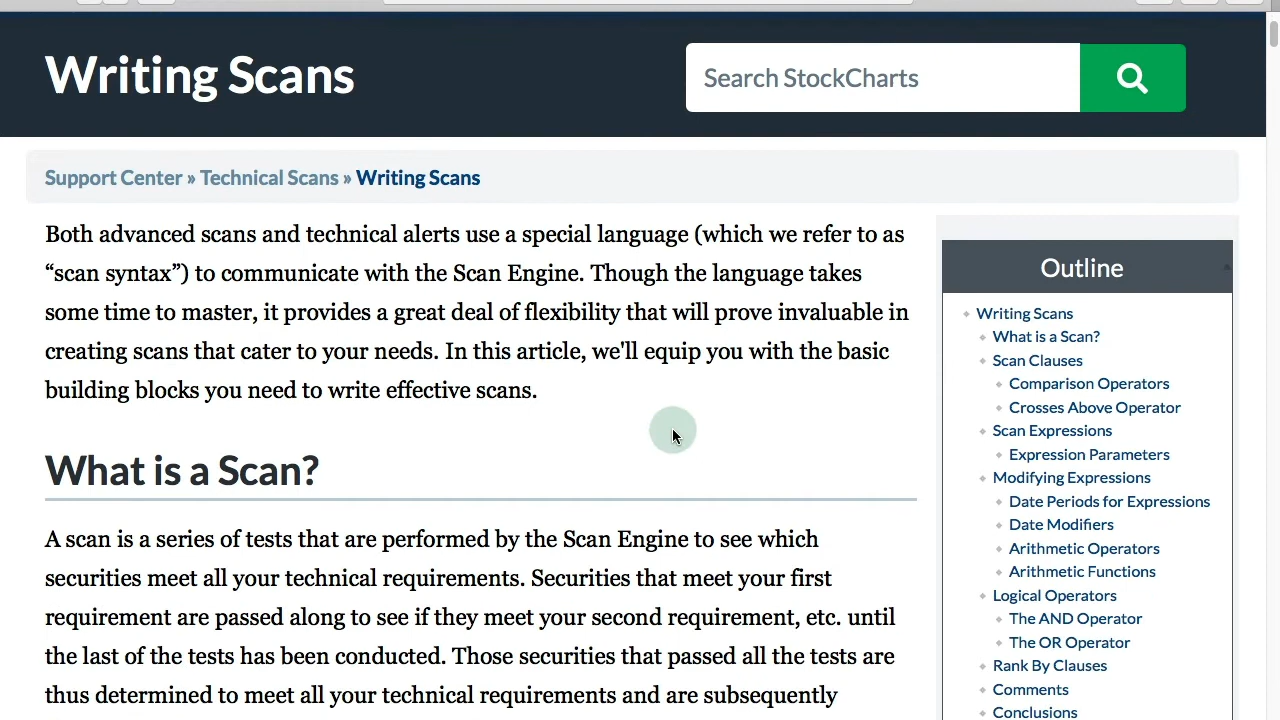 Writing Scans
Search StockCharts
Support Center » Technical Scans » Writing Scans
Both advanced scans and technical alerts use a special language (which we refer to as
“scan syntax”) to communicate with the Scan Engine. Though the language takes
some time to master, it provides a great deal of flexibility that will prove invaluable in
creating scans that cater to your needs. In this article, we'll equip you with the basic
building blocks you need to write effective scans.
What is a Scan?
A scan is a series of tests that are performed by the Scan Engine to see which
securities meet all your technical requirements. Securities that meet your first
requirement are passed along to see if they meet your second requirement, etc. until
the last of the tests has been conducted. Those securities that passed all the tests are
thus determined to meet all your technical requirements and are subsequently
Outline
Writing Scans
What is a Scan?
Scan Clauses
Comparison Operators
Crosses Above Operator
Scan Expressions
Expression Parameters
Modifying Expressions
Date Periods for Expressions
Date Modifiers
Arithmetic Operators
Arithmetic Functions
Logical Operators
The AND Operator
The OR Operator
Rank By Clauses
Comments
Conclusions